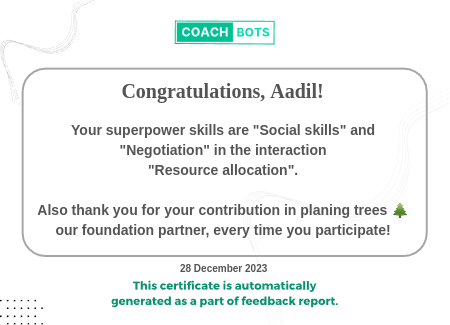 COACH BOTS
Congratulations, Aadil!
Your superpower skills are "Social skills" and
"Negotiation" in the interaction
"Resource allocation".
Also thank you for your contribution in planing trees 🌲
our foundation partner, every time you participate!
28 December 2023
This certificate is automatically
generated as a part of feedback report.